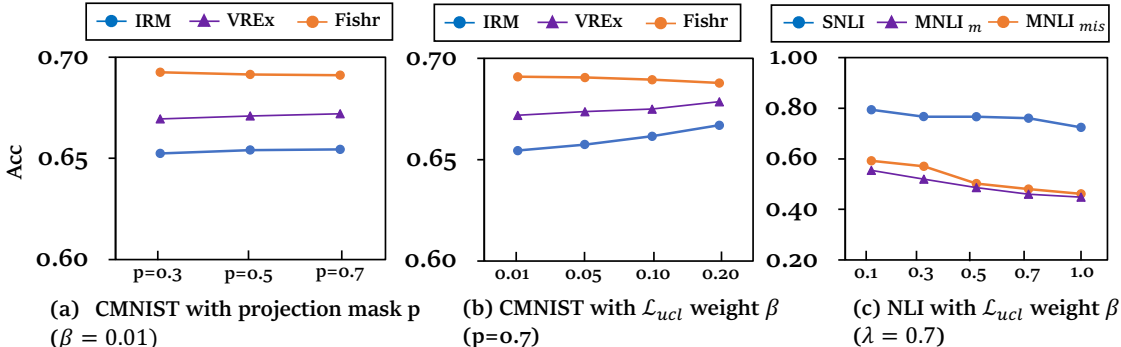 IRM VREx Fishr
0.70
0.65
0.60
Acc
p=0.3 p=0.5 p=0.7
(a) CMNIST with projection mask p
(β = 0.01)
IRM VREx Fishr
0.70
0.65
0.60
0.01 0.05 0.10 0.20
(b) CMNIST with ℒucl weight β
(p=0.7)
SNLI MNLI m MNLI mis
1.00
0.80
0.60
0.40
0.20
0.1 0.3 0.5 0.7 1.0
(c) NLI with ℒucl weight β
(λ = 0.7)